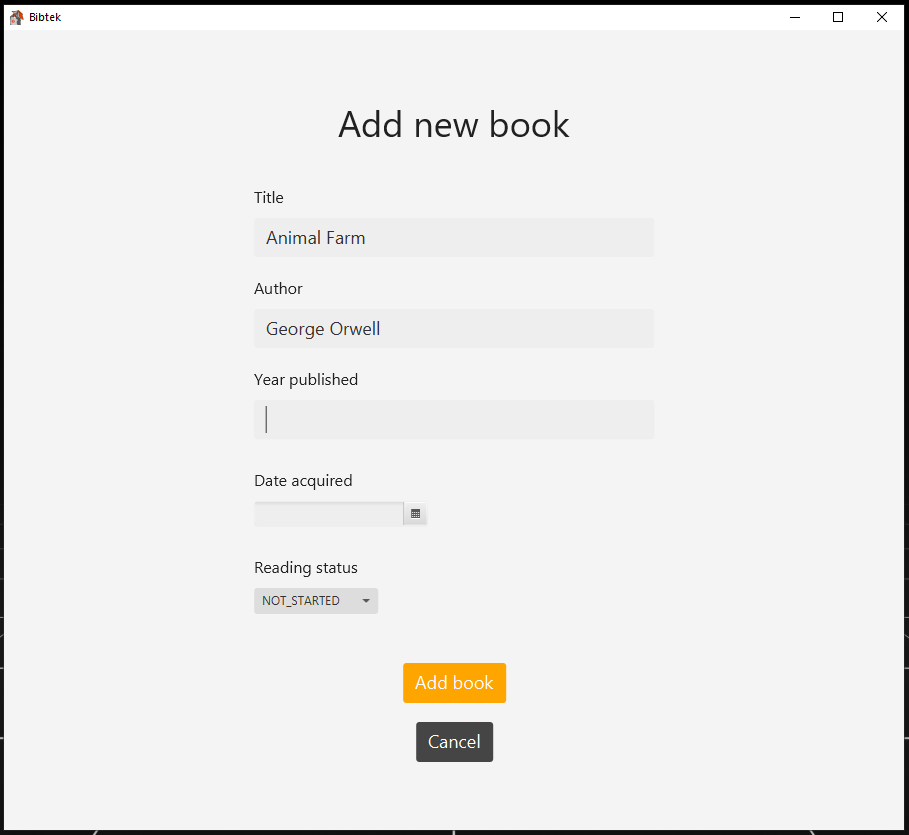 Bibtek
Add new book
Title
Animal Farm
Author
George Orwell
Year published
Date acquired
Reading status
NOT_STARTED
Add book
Cancel